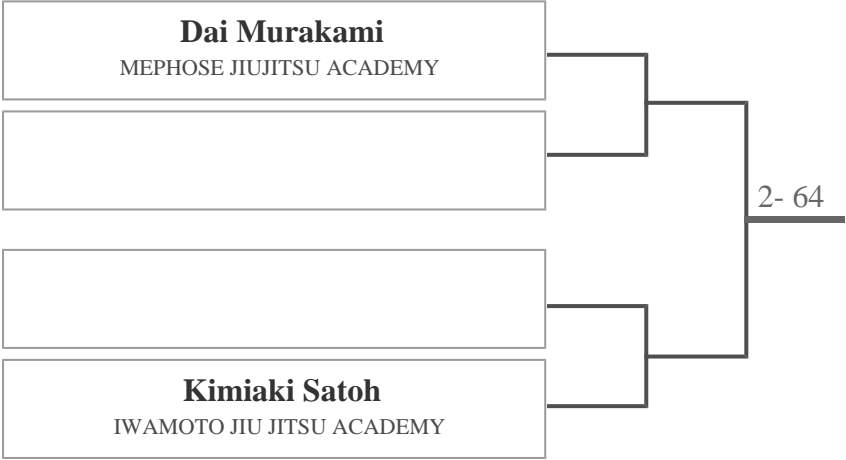 Dai Murakami
MEPHOSE JIUJITSU ACADEMY
2- 64
Kimiaki Satoh
IWAMOTO JIU JITSU ACADEMY